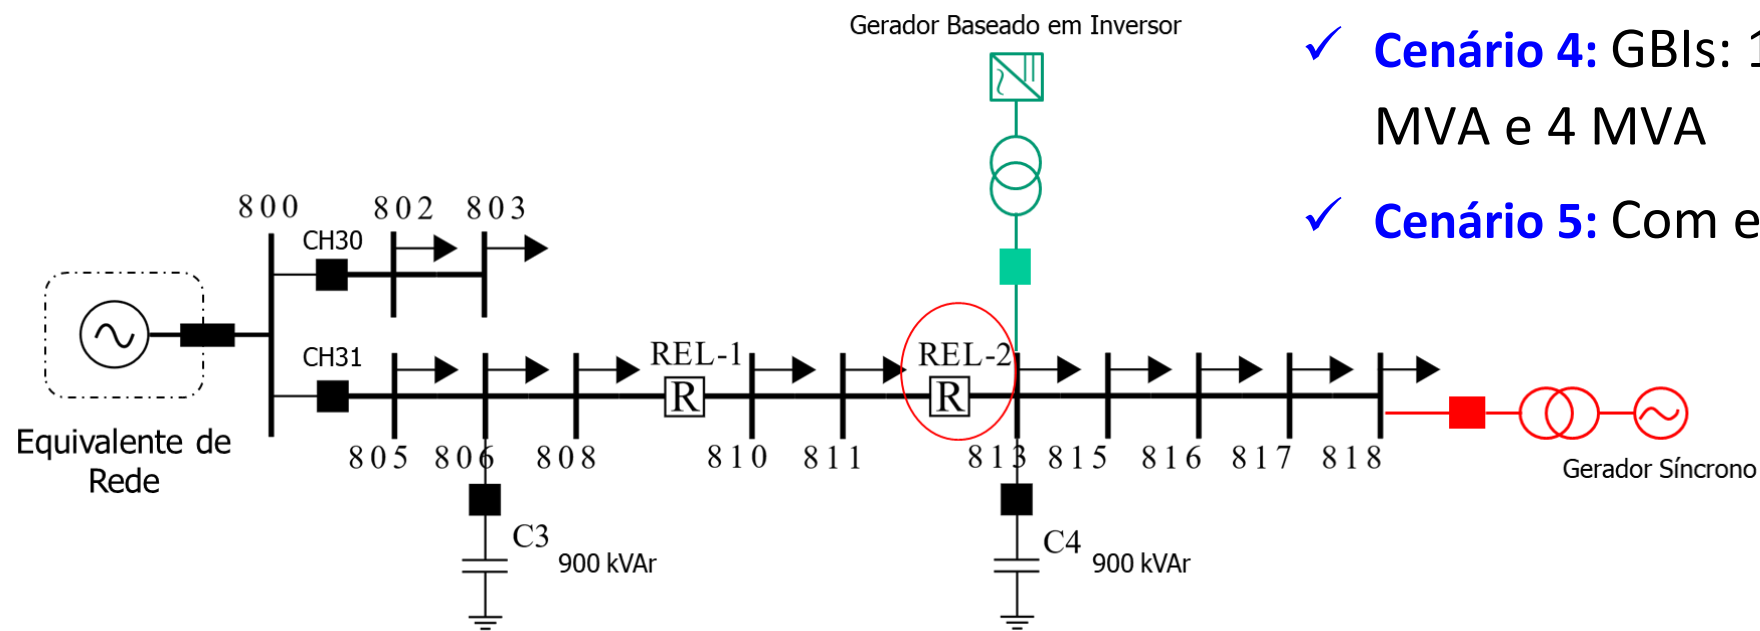 Gerador Baseado em Inversor
✓ Cenário 4: GBIs: 1
MVA e 4 MVA
✓ Cenário 5: Com e
800 802 803
CH30
CH31
REL-1 REL-2
R R
Equivalente de
Rede
805 806 808 810 811 813 815 816 817 818
Gerador Síncrono
C3 900 kVAr
C4 900 kVAr